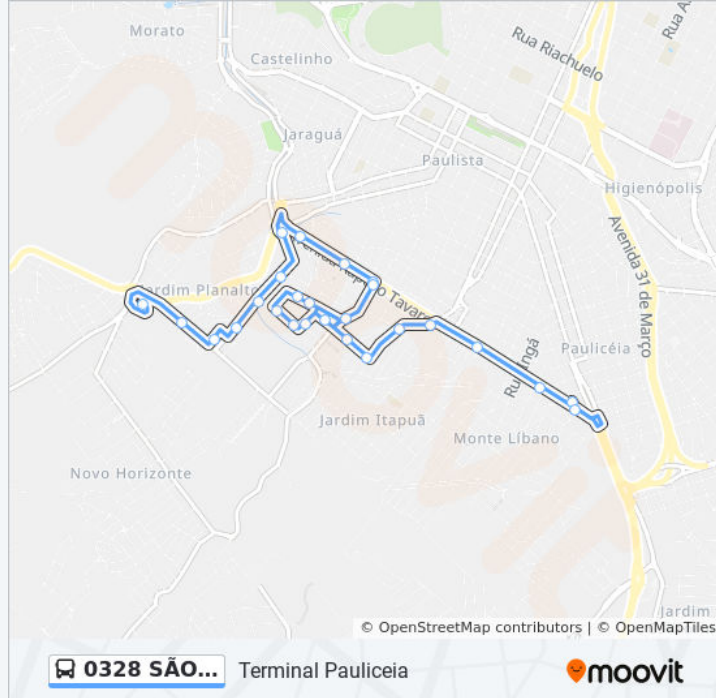 Morato
Rua Riachuelo
Castelinho
Jaraguá
Paulista
Higienópolis
Jardim Planalto
Avenida 31 de Março
Paulicéia
Jardim Itapuã
Monte Líbano
Novo Horizonte
Jardim
© OpenStreetMap contributors | © OpenMapTiles
0328 SÃO... Terminal Pauliceia
moovit